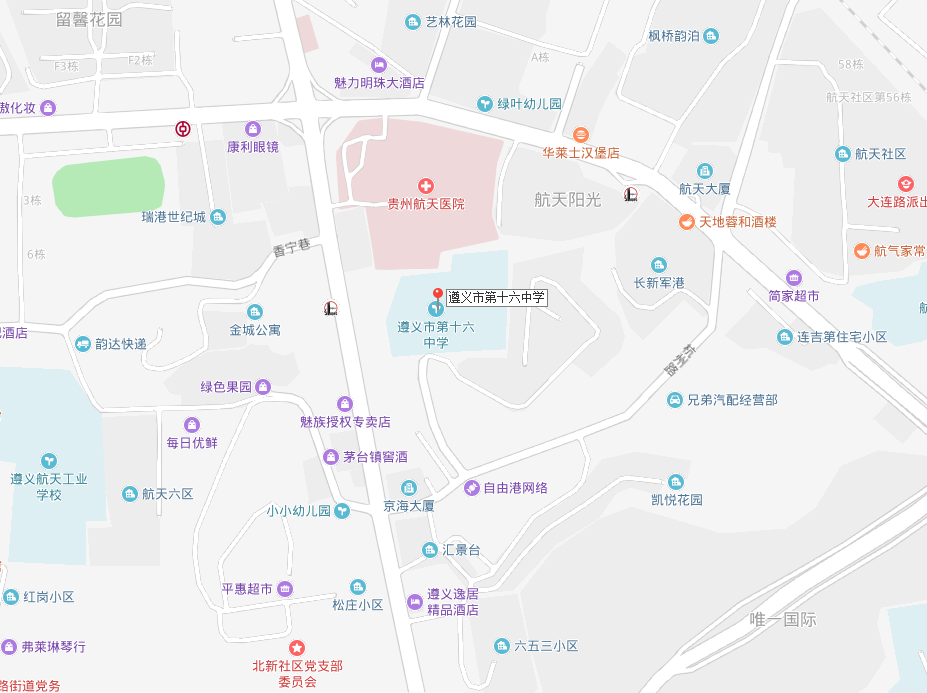 留馨花园
艺林花园
枫桥韵泊
F3栋
F2栋
A栋
58栋
魅力明珠大酒店
航天社区第56栋
傲化妆
绿叶幼儿园
康利眼镜
华莱士汉堡店
航天社区
航天大厦
3栋
贵州航天医院
航天阳光
大连路派出
瑞港世纪城
天地蓉和酒楼
香宁巷
6栋
航气家常
长新军港
简家超市
遵义市第十六中学
航
金城公寓
遵义市第十六
中学
酒店
韵达快递
连吉第住宅小区
杭州路
绿色果园
兄弟汽配经营部
魅族授权专卖店
每日优鲜
茅台镇窖酒
遵义航天工业
学校
自由港网络
航天六区
京海大厦
凯悦花园
小小幼儿园
汇景台
平惠超市
红岗小区
松庄小区
遵义逸居
精品酒店
唯一国际
弗莱琳琴行
六五三小区
北新社区党支部
委员会
路街道党务